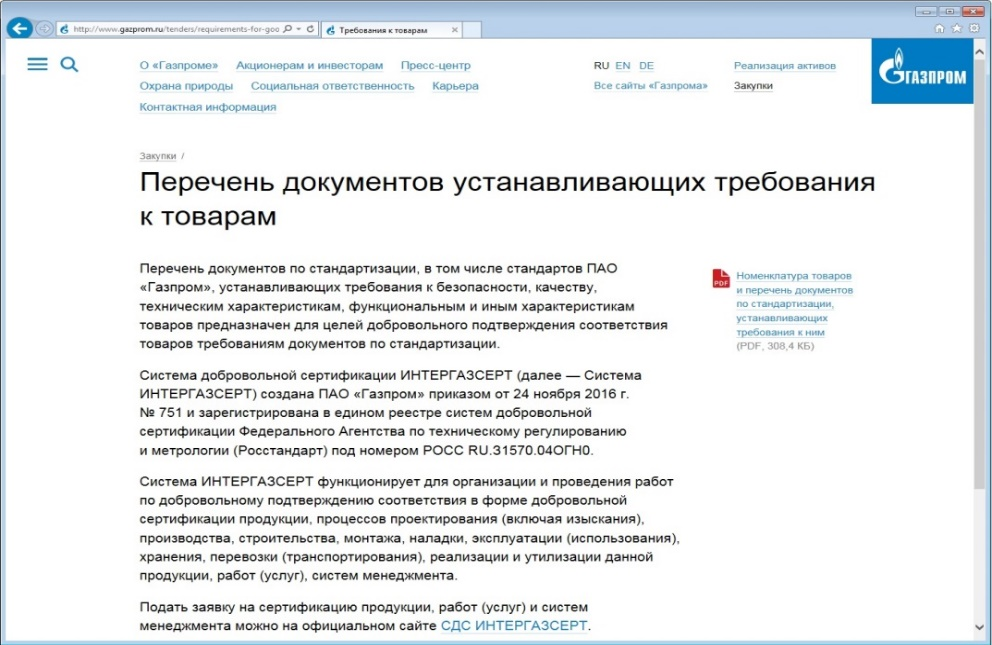 http://www.gazprom.ru/tenders/requirements-for-goo
Требования к товарам
О «Газпроме» Акционерам и инвесторам Пресс-центр
Охрана природы Социальная ответственность Карьера
Контактная информация
RU EN DE
Все сайты «Газпрома»
Реализация активов
Закупки
ГАЗПРОМ
Закупки /
Перечень документов устанавливающих требования
к товарам
Перечень документов по стандартизации, в том числе стандартов ПАО
«Газпром», устанавливающих требования к безопасности, качеству,
техническим характеристикам, функциональным и иным характеристикам
товаров предназначен для целей добровольного подтверждения соответствия
товаров требованиям документов по стандартизации.
Система добровольной сертификации ИНТЕРГАЗСЕРТ (далее — Система
ИНТЕРГАЗСЕРТ) создана ПАО «Газпром» приказом от 24 ноября 2016 г.
№ 751 и зарегистрирована в едином реестре систем добровольной
сертификации Федерального Агентства по техническому регулированию
и метрологии (Росстандарт) под номером РОСС RU.31570.04ОГН0.
Система ИНТЕРГАЗСЕРТ функционирует для организации и проведения работ
по добровольному подтверждению соответствия в форме добровольной
сертификации продукции, процессов проектирования (включая изыскания),
производства, строительства, монтажа, наладки, эксплуатации (использования),
хранения, перевозки (транспортирования), реализации и утилизации данной
продукции, работ (услуг), систем менеджмента.
Подать заявку на сертификацию продукции, работ (услуг) и систем
менеджмента можно на официальном сайте СДС ИНТЕРГАЗСЕРТ.
PDF
Номенклатура товаров
и перечень документов
по стандартизации,
устанавливающих
требования к ним
(PDF, 308,4 КБ)